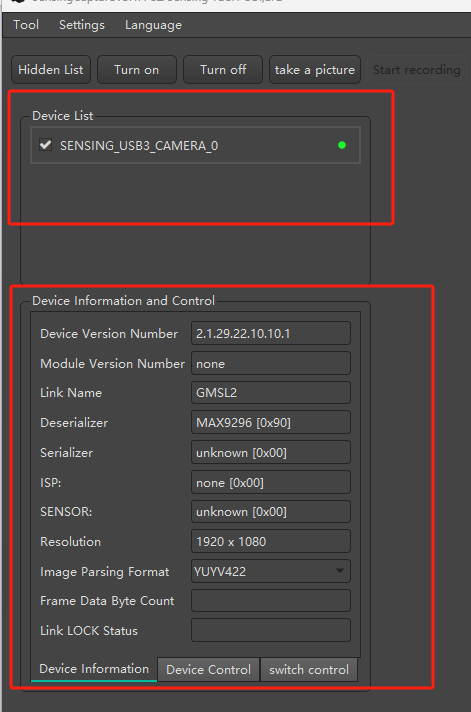 Tool Settings Language
Hidden List Turn on Turn off take a picture Start recording
Device List
SENSING_USB3_CAMERA_0
Device Information and Control
Device Version Number 2.1.29.22.10.10.1
Module Version Number none
Link Name GMSL2
Deserializer MAX9296 [0x90]
Serializer unknown [0x00]
ISP: none [0x00]
SENSOR: unknown [0x00]
Resolution 1920 x 1080
Image Parsing Format YUYV422
Frame Data Byte Count
Link LOCK Status
Device Information Device Control switch control